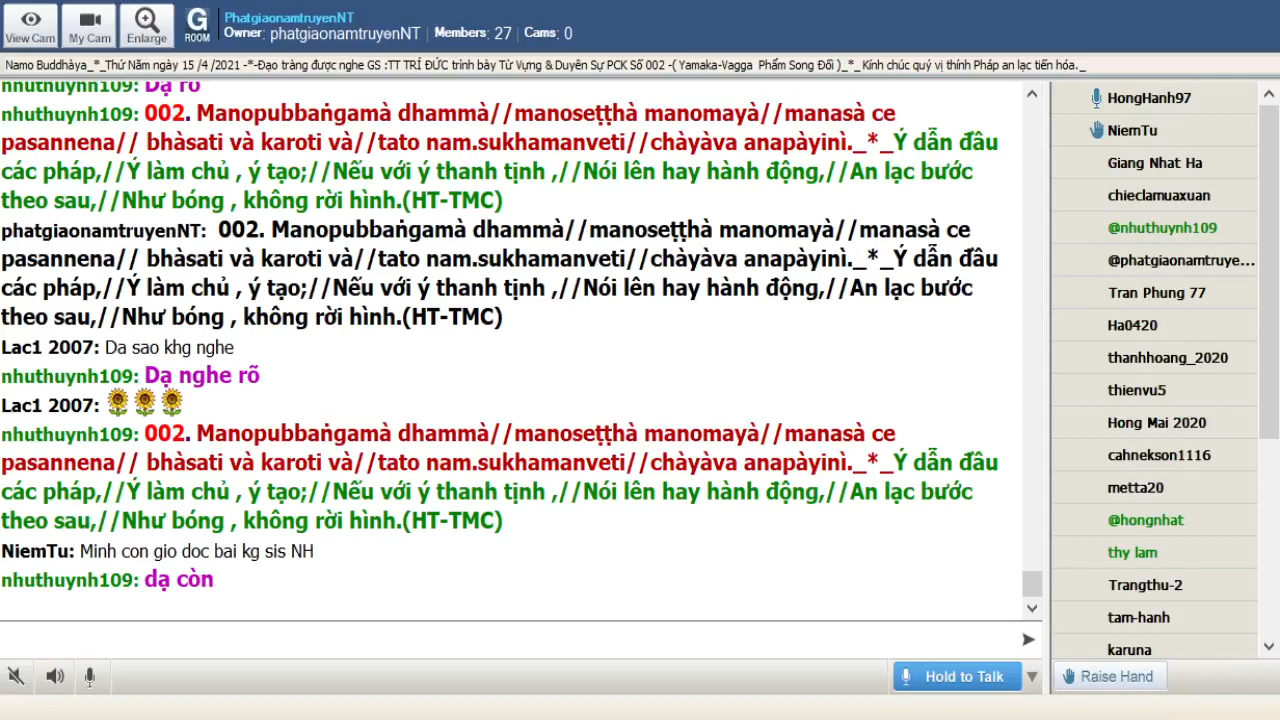 View Cam
My Cam
Enlarge
G
ROOM
PhatgiaonamtruyenNT
Owner: phatgiaonamtruyenNT | Members: 27 | Cams: 0
Namo Buddhàya_*_Thứ Năm ngày 15 /4 /2021 -*-Đạo tràng được nghe GS :TT TRÍ ĐỨC trình bày Từ Vựng & Duyên Sự PCK Số 002 -( Yamaka-Vagga Phẩm Song Đối )_*_Kính chúc quý vị thính Pháp an lạc tiến hóa._
nhuthuynh109: Dạ rõ
nhuthuynh109: 002. Manopubbaṅgamà dhammà//manoseṭṭhà manomayà//manasà ce
pasannena// bhàsati và karoti và//tato nam.sukhamanveti//chàyàva anapàyinì._*_Ý dẫn đâu
các pháp,//Ý làm chủ , ý tạo;//Nếu với ý thanh tịnh ,//Nói lên hay hành động,//An lạc bước
theo sau,//Như bóng , không rời hình.(HT-TMC)
phatgiaonamtruyenNT: 002. Manopubbaṅgamà dhammà//manoseṭṭhà manomayà//manasà ce
pasannena// bhàsati và karoti và//tato nam.sukhamanveti//chàyàva anapàyinì._*_Ý dẫn đâu
các pháp,//Ý làm chủ , ý tạo;//Nếu với ý thanh tịnh ,//Nói lên hay hành động,//An lạc bước
theo sau,//Như bóng , không rời hình.(HT-TMC)
Lac1 2007: Da sao khg nghe
nhuthuynh109: Dạ nghe rõ
Lac1 2007:
nhuthuynh109: 002. Manopubbaṅgamà dhammà//manoseṭṭhà manomayà//manasà ce
pasannena// bhàsati và karoti và//tato nam.sukhamanveti//chàyàva anapàyinì._*_Ý dẫn đâu
các pháp,//Ý làm chủ , ý tạo;//Nếu với ý thanh tịnh ,//Nói lên hay hành động,//An lạc bước
theo sau,//Như bóng , không rời hình.(HT-TMC)
NiemTu: Minh con gio doc bai kg sis NH
nhuthuynh109: dạ còn
Hold to Talk
HongHanh97
NiemTu
Giang Nhat Ha
chieclamuaxuan
@nhuthuynh109
@phatgiaonamtruye...
Tran Phung 77
Ha0420
thanhhoang_2020
thienvu5
Hong Mai 2020
cahnekson1116
metta20
@hongnhat
thy lam
Trangthu-2
tam-hanh
karuna
Raise Hand